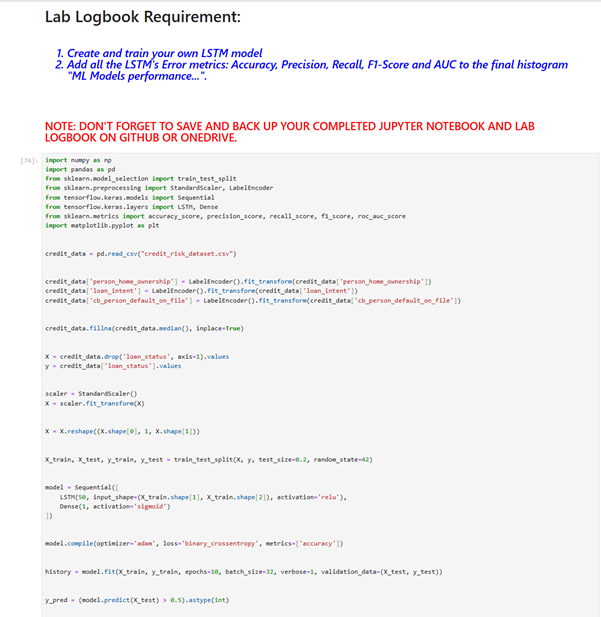 Lab Logbook Requirement:
1. Create and train your own LSTM model
2. Add all the LSTM's Error metrics: Accuracy, Precision, Recall, F1-Score and AUC to the final histogram
"ML Models performance...".
NOTE: DON'T FORGET TO SAVE AND BACK UP YOUR COMPLETED JUPYTER NOTEBOOK AND LAB
LOGBOOK ON GITHUB OR ONEDRIVE.
[74]: import numpy as np
import pandas as pd
from sklearn.model_selection import train_test_split
from sklearn.preprocessing import StandardScaler, LabelEncoder
from tensorflow.keras.models import Sequential
from tensorflow.keras.layers import LSTM, Dense
from sklearn.metrics import accuracy_score, precision_score, recall_score, f1_score, roc_auc_score
import matplotlib.pyplot as plt
credit_data = pd.read_csv("credit_risk_dataset.csv")
credit_data['person_home_ownership'] = LabelEncoder().fit_transform(credit_data['person_home_ownership'])
credit_data['loan_intent'] = LabelEncoder().fit_transform(credit_data['loan_intent'])
credit_data['cb_person_default_on_file'] = LabelEncoder().fit_transform(credit_data['cb_person_default_on_file'])
credit_data.fillna(credit_data.median(), inplace=True)
X = credit_data.drop('loan_status', axis=1).values
y = credit_data['loan_status'].values
scaler = StandardScaler()
X = scaler.fit_transform(X)
X = X.reshape((X.shape[0], 1, X.shape[1]))
X_train, X_test, y_train, y_test = train_test_split(X, y, test_size=0.2, random_state=42)
model = Sequential([
LSTM(50, input_shape=(X_train.shape[1], X_train.shape[2]), activation='relu'),
Dense(1, activation='sigmoid')
])
model.compile(optimizer='adam', loss='binary_crossentropy', metrics=['accuracy'])
history = model.fit(X_train, y_train, epochs=10, batch_size=32, verbose=1, validation_data=(X_test, y_test))
y_pred = (model.predict(X_test) > 0.5).astype(int)